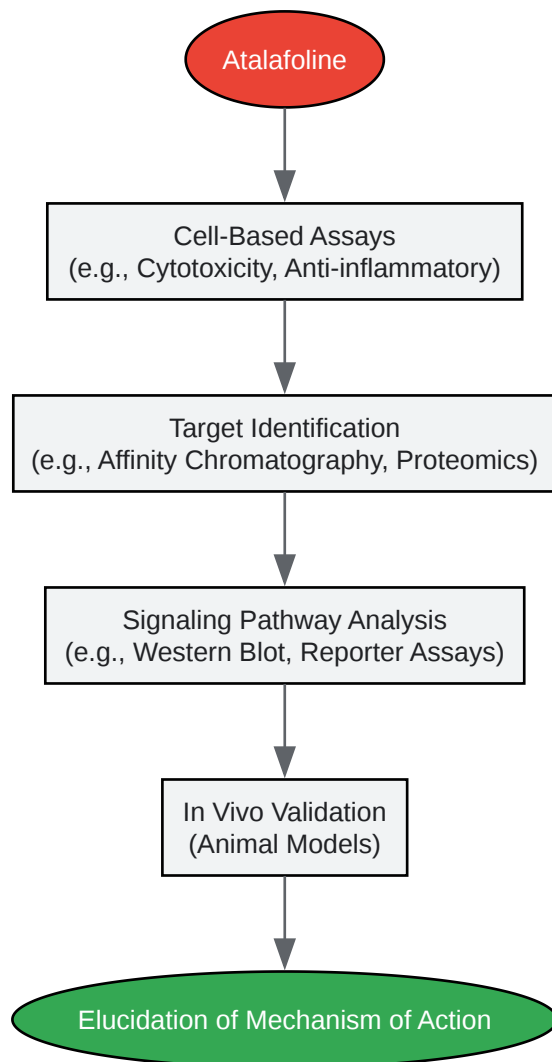 Atalafoline
Cell-Based Assays
(e.g., Cytotoxicity, Anti-inflammatory)
Target Identification
(e.g., Affinity Chromatography, Proteomics)
Signaling Pathway Analysis
(e.g., Western Blot, Reporter Assays)
In Vivo Validation
(Animal Models)
Elucidation of Mechanism of Action